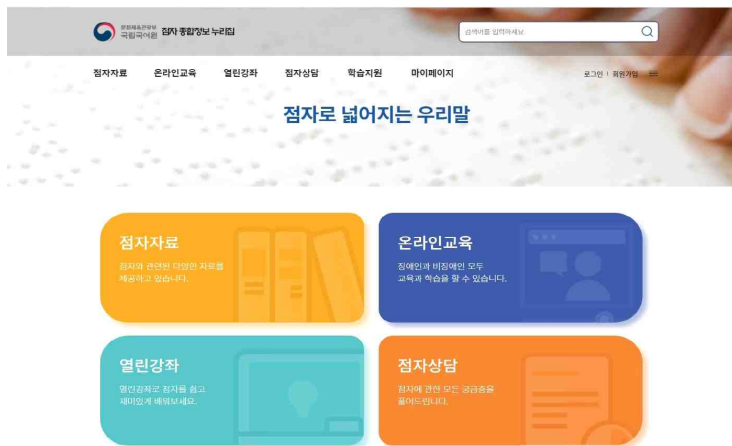 문화체육관광부
국립국어원 점자 종합정보 누리집
검색어를 입력하세요
점자자료 온라인교육 열린강좌 점자상담 학습지원 마이페이지
로그인 | 회원가입
점자로 넓어지는 우리말
점자자료
점자와 관련된 다양한 자료를
제공하고 있습니다.
온라인교육
장애인과 비장애인 모두
교육과 학습을 할 수 있습니다.
열린강좌
열린강좌로 점자를 쉽고
재미있게 배워보세요.
점자상담
점자에 관한 모든 궁금증을
풀어드립니다.